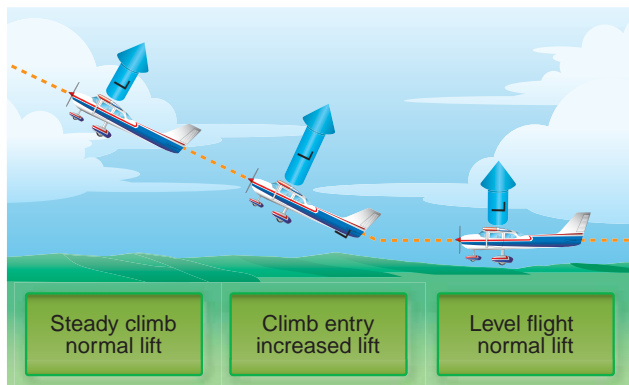 L
L
L
Steady climb
normal lift
Climb entry
increased lift
Level flight
normal lift